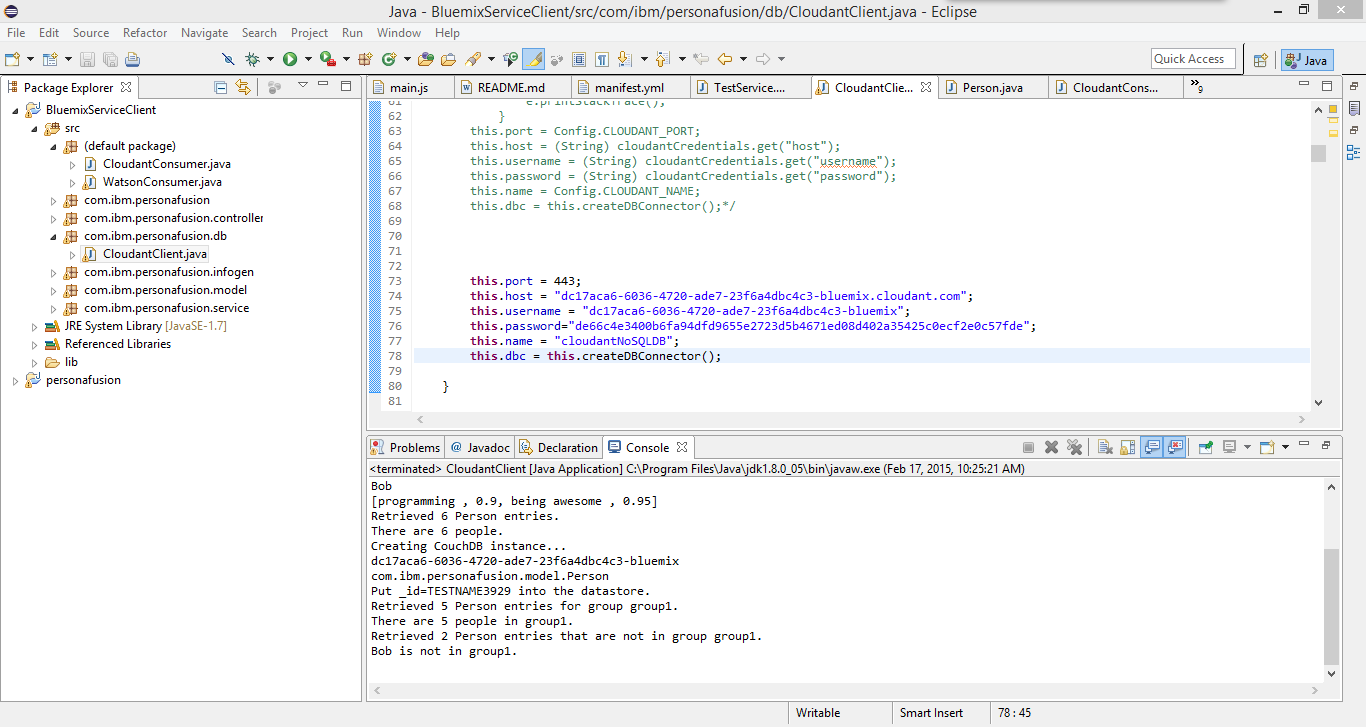 Java - BluemixServiceClient/src/com/ibm/personafusion/db/CloudantClient.java - Eclipse
File Edit Source Refactor Navigate Search Project Run Window Help
Quick Access
Java
Package Explorer
BluemixServiceClient
src
(default package)
CloudantConsumer.java
WatsonConsumer.java
com.ibm.personafusion
com.ibm.personafusion.controller
com.ibm.personafusion.db
CloudantClient.java
com.ibm.personafusion.infogen
com.ibm.personafusion.model
com.ibm.personafusion.service
JRE System Library [JavaSE-1.7]
Referenced Libraries
lib
personafusion
main.js README.md manifest.yml TestService.... CloudantClie... Person.java CloudantCons... »9
61 e.printStackTrace();
62 }
63 this.port = Config.CLOUDANT_PORT;
64 this.host = (String) cloudantCredentials.get("host");
65 this.username = (String) cloudantCredentials.get("username");
66 this.password = (String) cloudantCredentials.get("password");
67 this.name = Config.CLOUDANT_NAME;
68 this.dbc = this.createDBConnector();*/
69
70
71
72
73 this.port = 443;
74 this.host = "dc17aca6-6036-4720-ade7-23f6a4dbc4c3-bluemix.cloudant.com";
75 this.username = "dc17aca6-6036-4720-ade7-23f6a4dbc4c3-bluemix";
76 this.password="de66c4e3400b6fa94dfd9655e2723d5b4671ed08d402a35425c0ecf2e0c57fde";
77 this.name = "cloudantNoSQLDB";
78 this.dbc = this.createDBConnector();
79
80 }
81
Problems @ Javadoc Declaration Console
<terminated> CloudantClient [Java Application] C:\Program Files\Java\jdk1.8.0_05\bin\javaw.exe (Feb 17, 2015, 10:25:21 AM)
Bob
[programming , 0.9, being awesome , 0.95]
Retrieved 6 Person entries.
There are 6 people.
Creating CouchDB instance...
dc17aca6-6036-4720-ade7-23f6a4dbc4c3-bluemix
com.ibm.personafusion.model.Person
Put _id=TESTNAME3929 into the datastore.
Retrieved 5 Person entries for group group1.
There are 5 people in group1.
Retrieved 2 Person entries that are not in group group1.
Bob is not in group1.
Writable Smart Insert 78 : 45